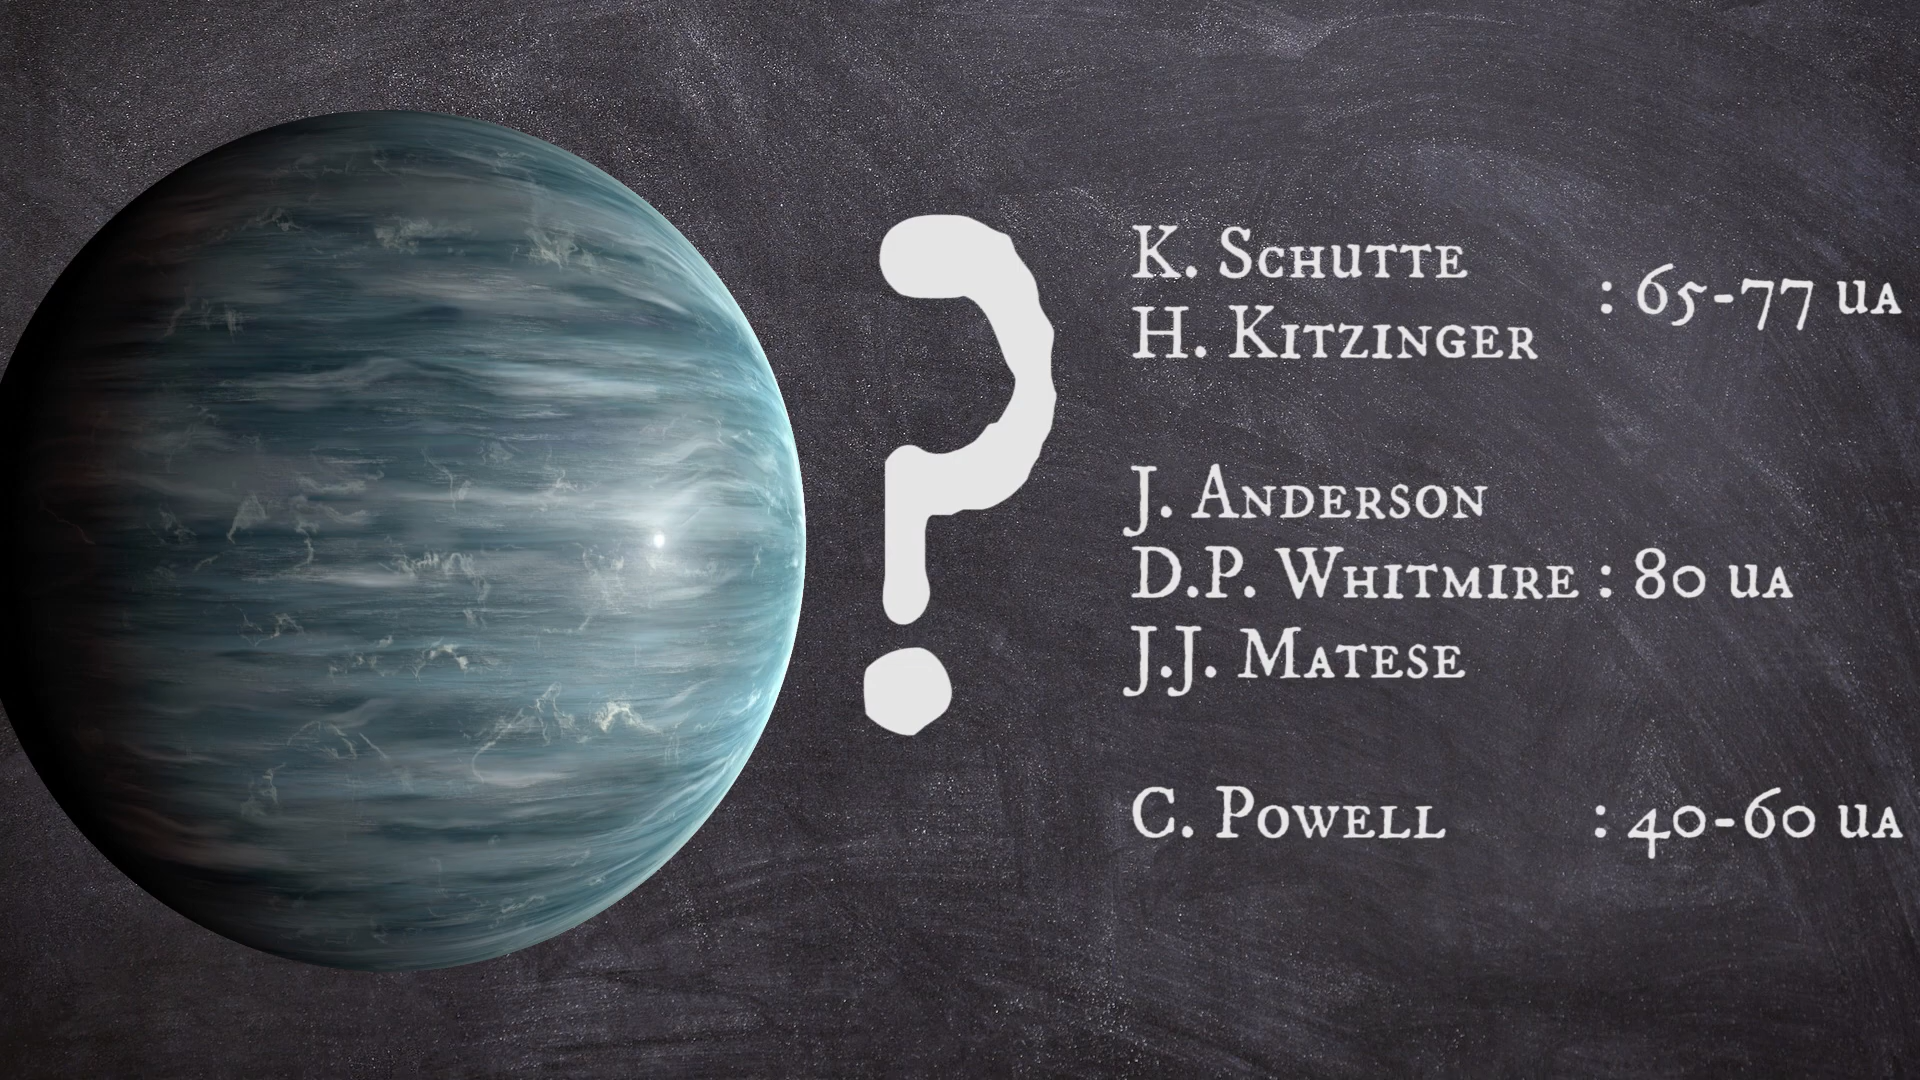 ?
K. Schutte
H. Kitzinger : 65-77 ua
J. Anderson
D.P. Whitmire : 80 ua
J.J. Matese
C. Powell : 40-60 ua